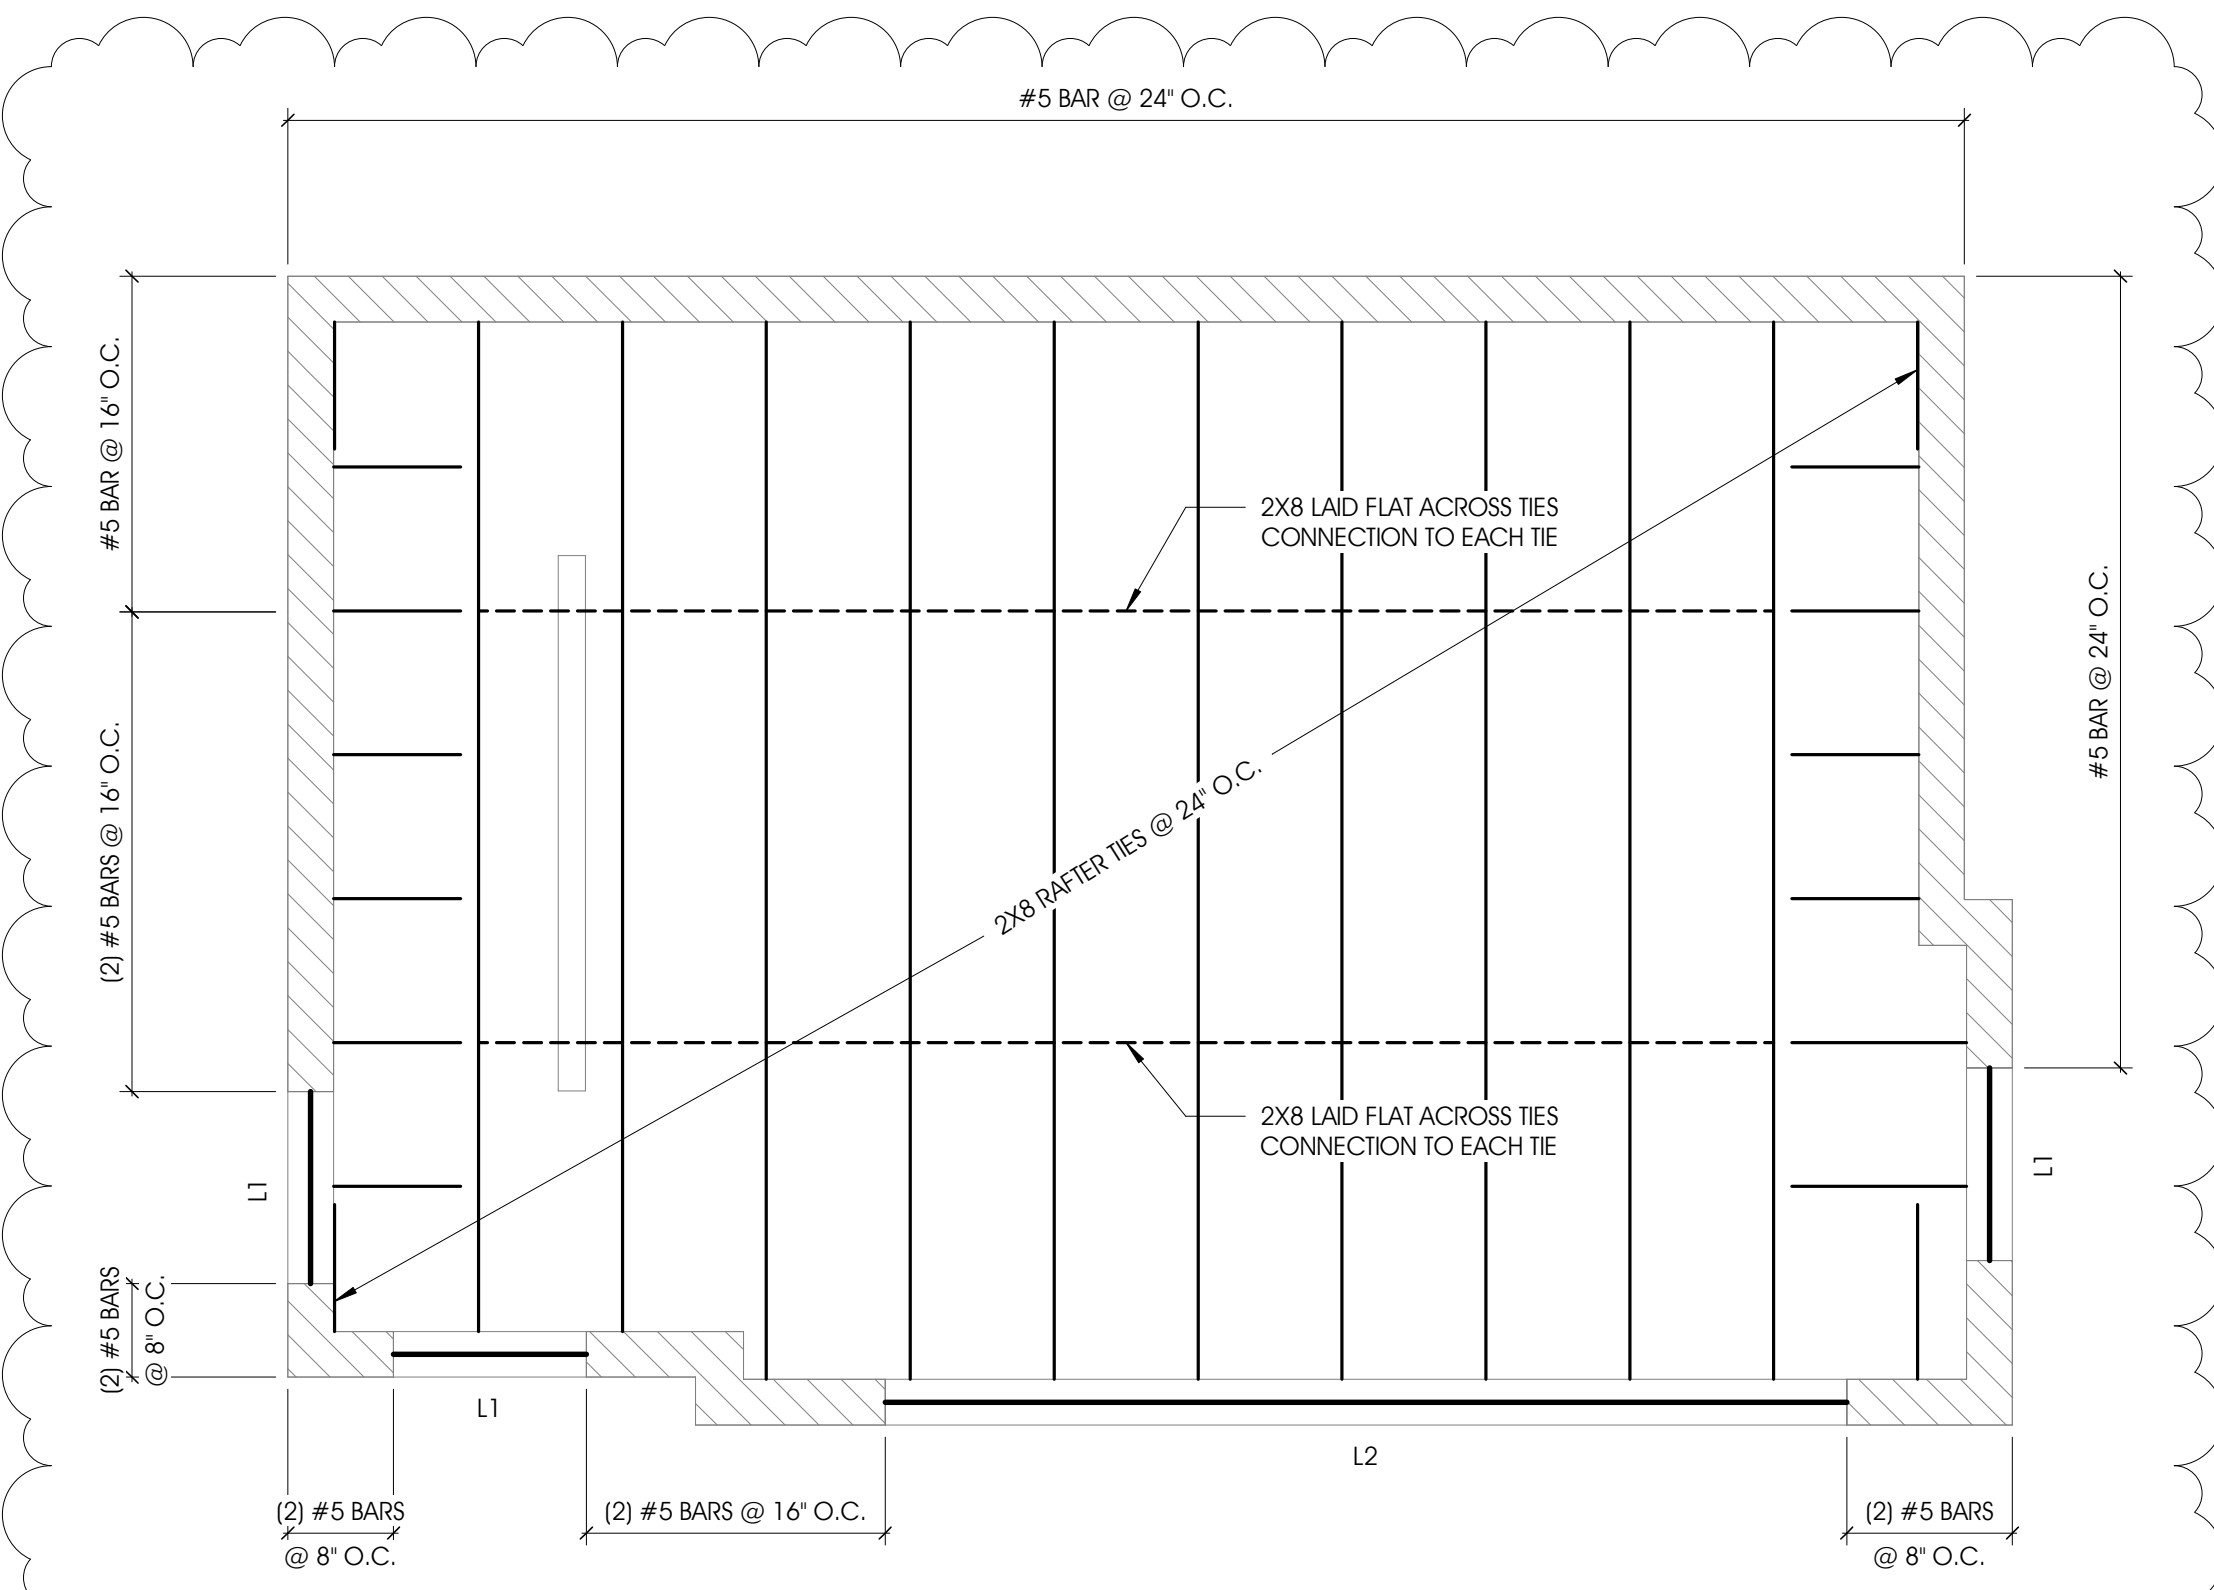 #5 BAR @ 24" O.C.
#5 BAR @ 16" O.C.
2X8 LAID FLAT ACROSS TIES
CONNECTION TO EACH TIE
#5 BAR @ 24" O.C.
(2) #5 BARS @ 16" O.C.
2X8 RAFTER TIES @ 24" O.C.
2X8 LAID FLAT ACROSS TIES
CONNECTION TO EACH TIE
L1
L1
(2) #5 BARS
@ 8" O.C.
L1
L2
(2) #5 BARS
@ 8" O.C.
(2) #5 BARS @ 16" O.C.
(2) #5 BARS
@ 8" O.C.